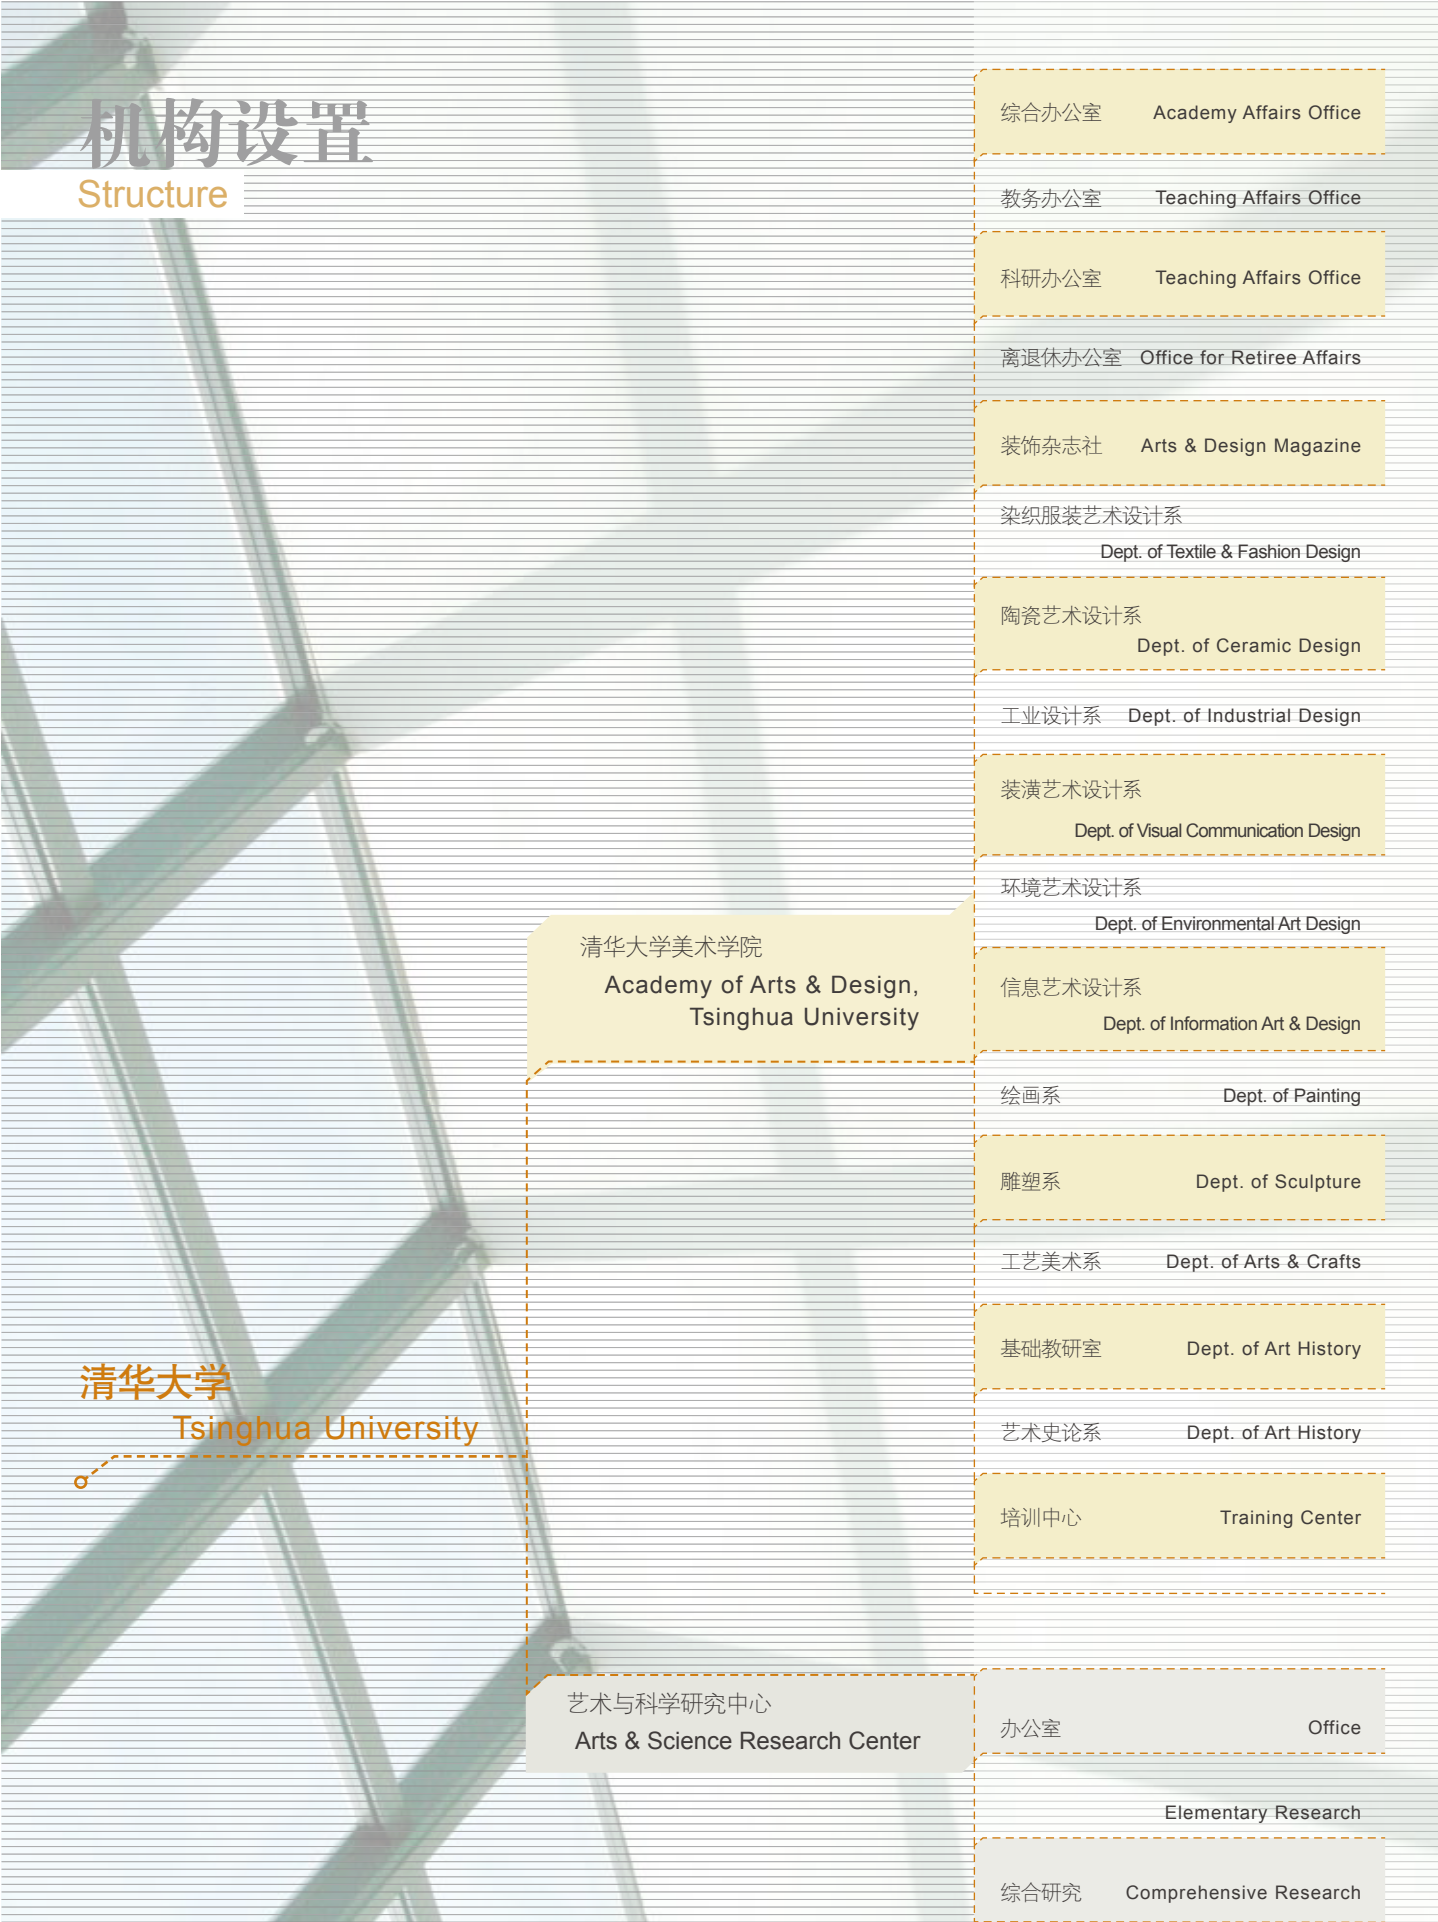 机构设置
Structure
综合办公室 Academy Affairs Office
教务办公室 Teaching Affairs Office
科研办公室 Teaching Affairs Office
离退休办公室 Office for Retiree Affairs
装饰杂志社 Arts & Design Magazine
染织服装艺术设计系
Dept. of Textile & Fashion Design
陶瓷艺术设计系
Dept. of Ceramic Design
工业设计系 Dept. of Industrial Design
装潢艺术设计系
Dept. of Visual Communication Design
环境艺术设计系
Dept. of Environmental Art Design
清华大学美术学院
Academy of Arts & Design,
Tsinghua University
信息艺术设计系
Dept. of Information Art & Design
绘画系 Dept. of Painting
雕塑系 Dept. of Sculpture
工艺美术系 Dept. of Arts & Crafts
基础教研室 Dept. of Art History
清华大学
Tsinghua University
艺术史论系 Dept. of Art History
培训中心 Training Center
艺术与科学研究中心
Arts & Science Research Center
办公室 Office
Elementary Research
综合研究 Comprehensive Research